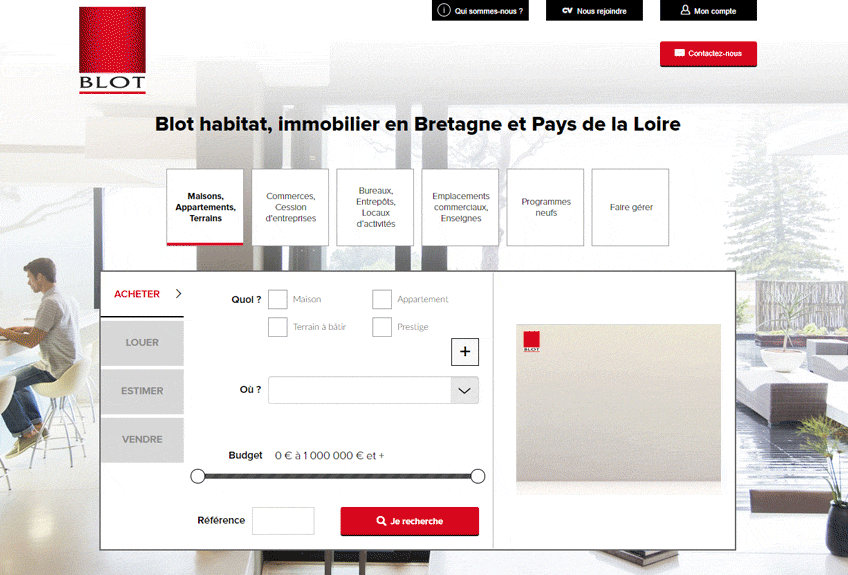 Qui sommes-nous ?
CV Nous rejoindre
Mon compte
Contactez-nous
BLOT
Blot habitat, immobilier en Bretagne et Pays de la Loire
Maisons,
Appartements,
Terrains
Commerces,
Cession
d'entreprises
Bureaux,
Entrepôts,
Locaux
d'activités
Emplacements
commerciaux,
Enseignes
Programmes
neufs
Faire gérer
ACHETER
LOUER
ESTIMER
VENDRE
Quoi ?
Maison
Appartement
Terrain à bâtir
Prestige
+
Où ?
Budget 0 € à 1 000 000 € et +
Référence
Je recherche
BLOT